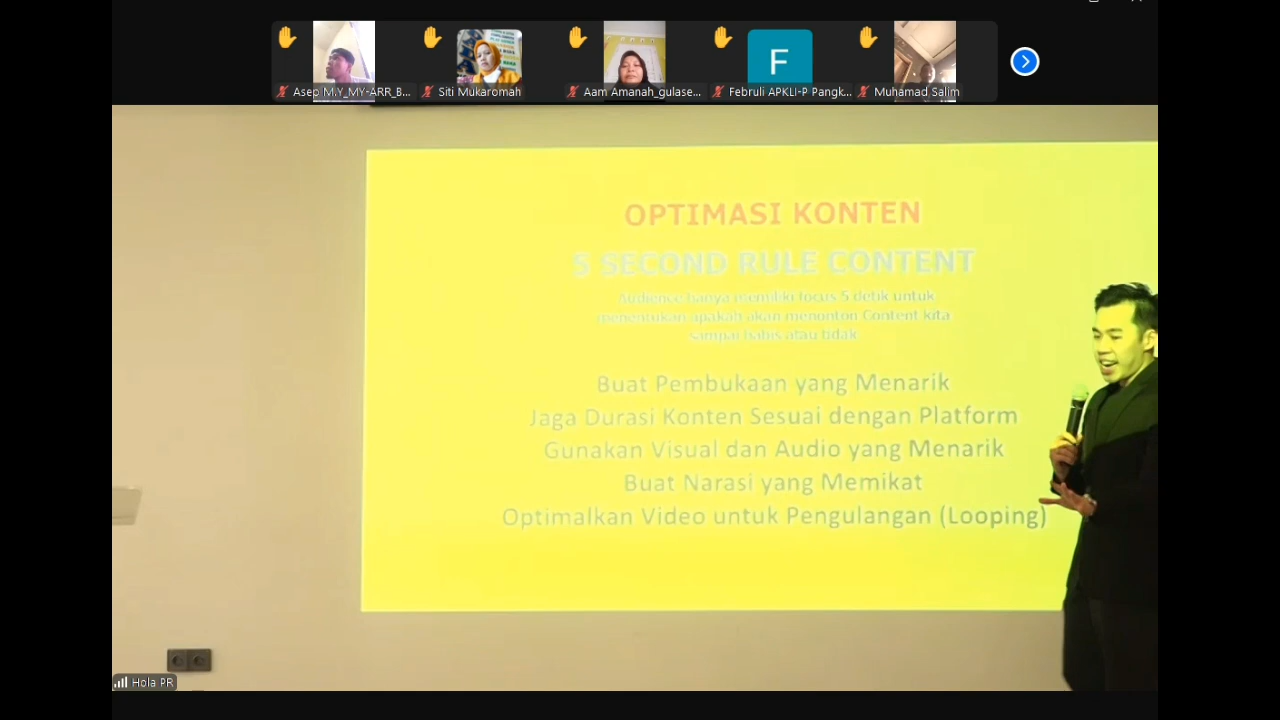 Asep M.Y_MY-ARR_B...
Siti Mukaromah
Aam Amanah_gulase...
F
Februli APKLI-P Pangk...
Muhamad Salim
OPTIMASI KONTEN
5 SECOND RULE CONTENT
Audience hanya memiliki focus 5 detik untuk
menentukan apakah akan menonton Content kita
sampai habis atau tidak
Buat Pembukaan yang Menarik
Jaga Durasi Konten Sesuai dengan Platform
Gunakan Visual dan Audio yang Menarik
Buat Narasi yang Memikat
Optimalkan Video untuk Pengulangan (Looping)
Hola PR